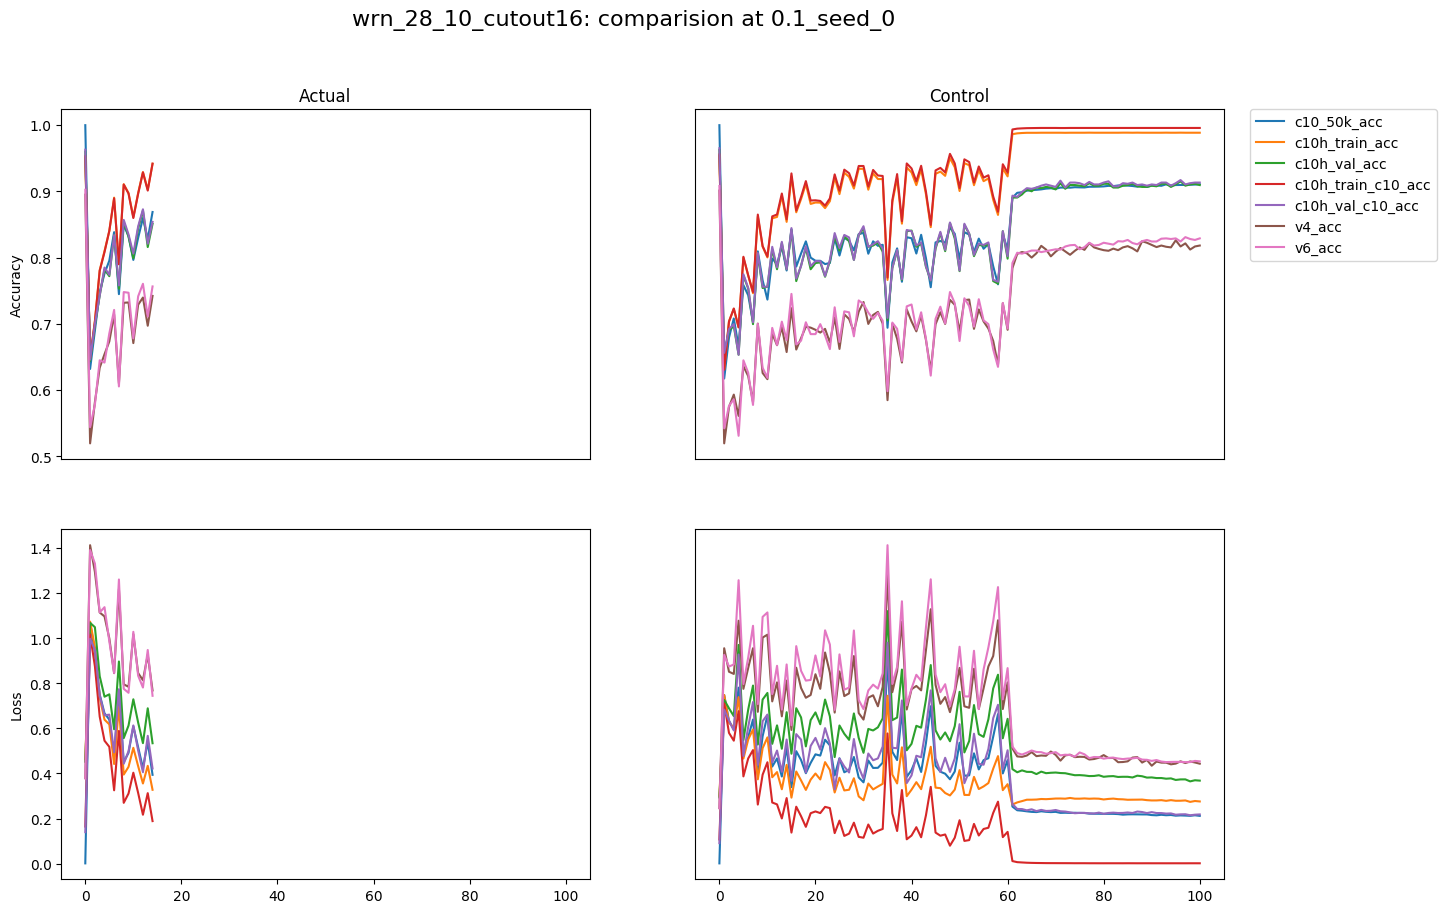 wrn_28_10_cutout16: comparision at 0.1_seed_0
Actual
Control
Accuracy
1.0
0.9
0.8
0.7
0.6
0.5
c10_50k_acc
c10h_train_acc
c10h_val_acc
c10h_train_c10_acc
c10h_val_c10_acc
v4_acc
v6_acc
Loss
1.4
1.2
1.0
0.8
0.6
0.4
0.2
0.0
0 20 40 60 80 100
0 20 40 60 80 100